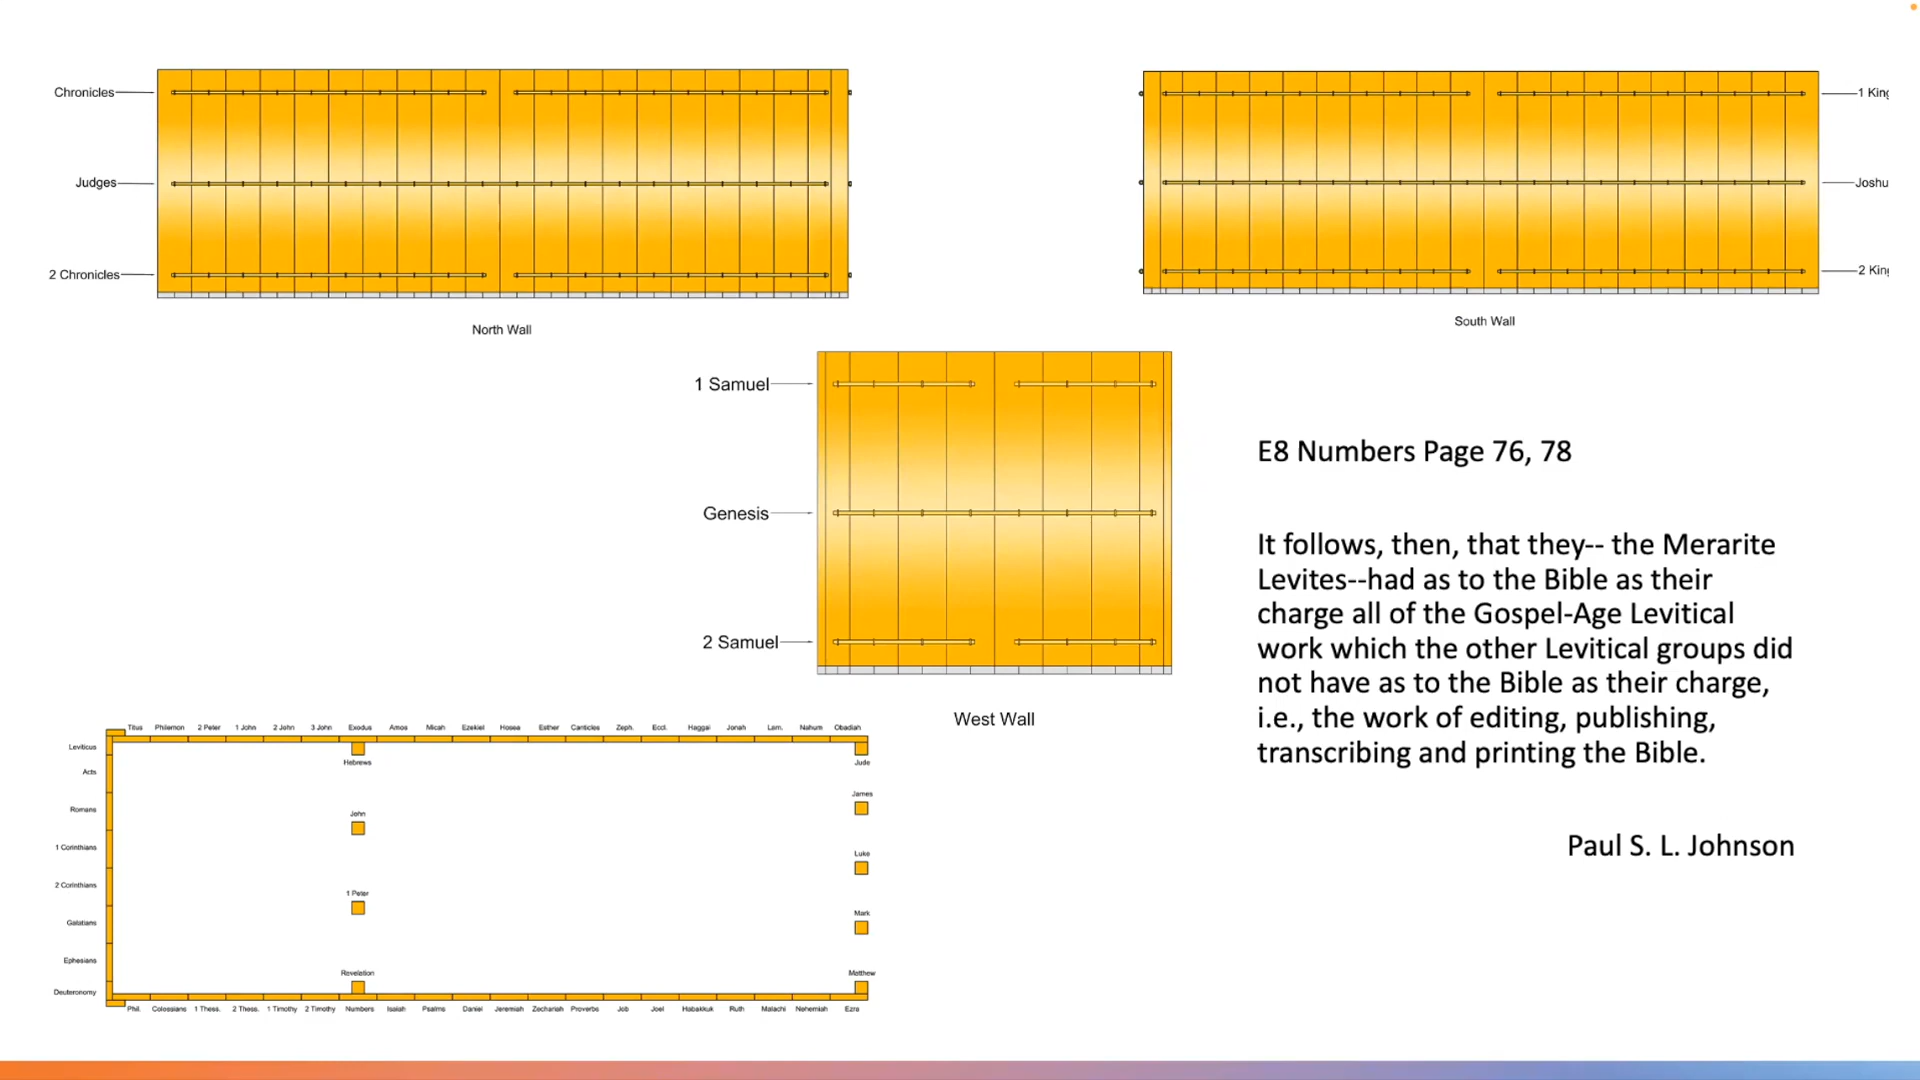 Chronicles
Judges
2 Chronicles
North Wall
1 King
Joshu
2 King
South Wall
1 Samuel
Genesis
2 Samuel
West Wall
E8 Numbers Page 76, 78
It follows, then, that they-- the Merarite
Levites--had as to the Bible as their
charge all of the Gospel-Age Levitical
work which the other Levitical groups did
not have as to the Bible as their charge,
i.e., the work of editing, publishing,
transcribing and printing the Bible.
Paul S. L. Johnson
Titus Philemon 2 Peter 1 John 2 John 3 John Exodus Amos Micah Ezekiel Hosea Esther Canticles Zeph. Eccl. Haggai Jonah Lam. Nahum Obadiah
Leviticus
Acts
Romans
1 Corinthians
2 Corinthians
Galatians
Ephesians
Deuteronomy
Hebrews
John
1 Peter
Revelation
Jude
James
Luke
Mark
Matthew
Phil. Colossians 1 Thess. 2 Thess. 1 Timothy 2 Timothy Numbers Isaiah Psalms Daniel Jeremiah Zechariah Proverbs Job Joel Habakkuk Ruth Malachi Nehemiah Ezra